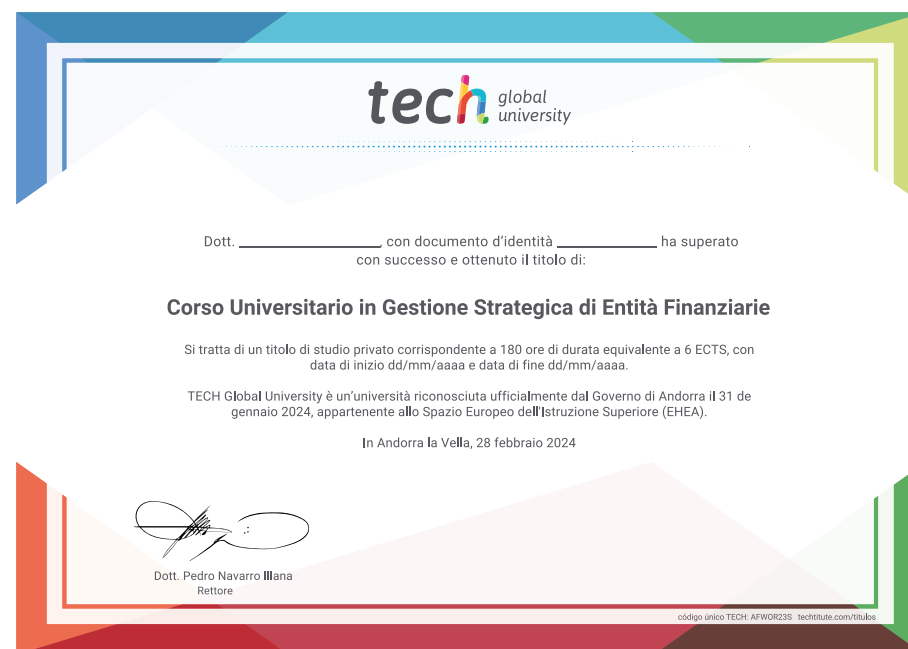 tech global university
Dott. , con documento d'identità ha superato
con successo e ottenuto il titolo di:
Corso Universitario in Gestione Strategica di Entità Finanziarie
Si tratta di un titolo di studio privato corrispondente a 180 ore di durata equivalente a 6 ECTS, con
data di inizio dd/mm/aaaa e data di fine dd/mm/aaaa.
TECH Global University è un'università riconosciuta ufficialmente dal Governo di Andorra il 31 de
gennaio 2024, appartenente allo Spazio Europeo dell'Istruzione Superiore (EHEA).
In Andorra la Vella, 28 febbraio 2024
Dott. Pedro Navarro Illana
Rettore
código único TECH: AFWOR23S techtitute.com/titulos